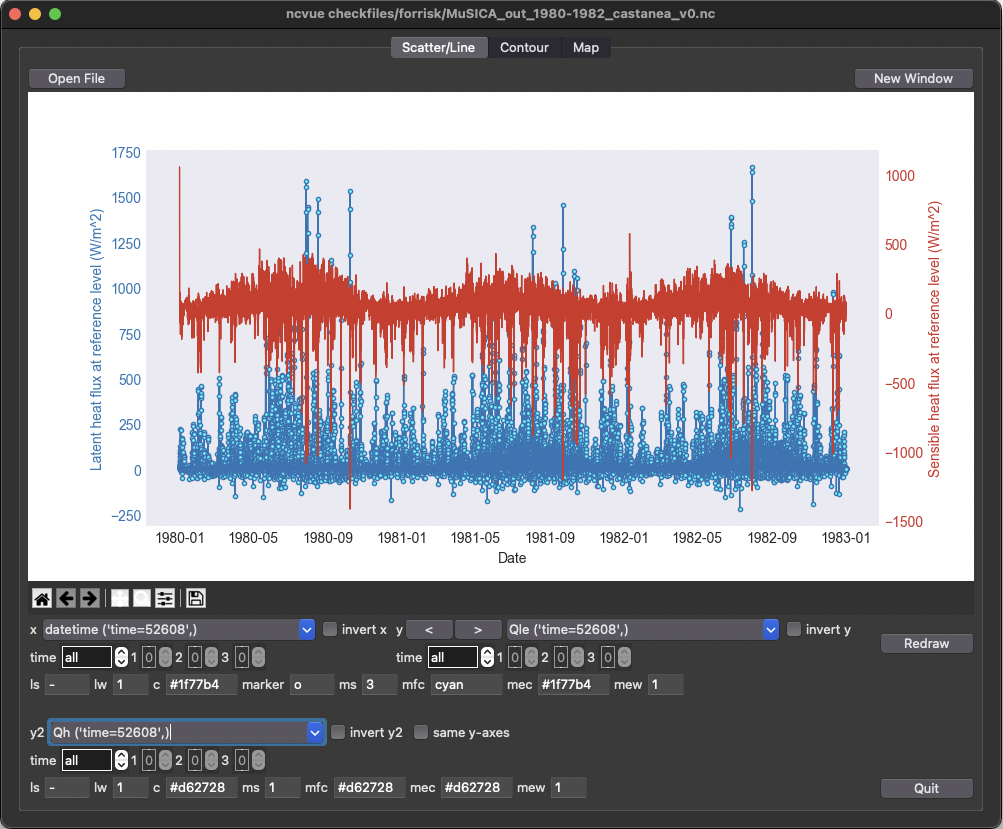 ncvue checkfiles/forrisk/MuSICA_out_1980-1982_castanea_v0.nc
Scatter/Line Contour Map
Open File New Window
1750
1500
1250
1000
750
500
250
0
−250
Latent heat flux at reference level (W/m^2)
1000
500
0
−500
−1000
−1500
Sensible heat flux at reference level (W/m^2)
1980-01 1980-05 1980-09 1981-01 1981-05 1981-09 1982-01 1982-05 1982-09 1983-01
Date
x datetime ('time=52608',) invert x y < > Qle ('time=52608',) invert y
Redraw
time all 1 0 2 0 3 0 time all 1 0 2 0 3 0
ls - lw 1 c #1f77b4 marker o ms 3 mfc cyan mec #1f77b4 mew 1
y2 Qh ('time=52608',) invert y2 same y-axes
time all 1 0 2 0 3 0
ls - lw 1 c #d62728 ms 1 mfc #d62728 mec #d62728 mew 1
Quit